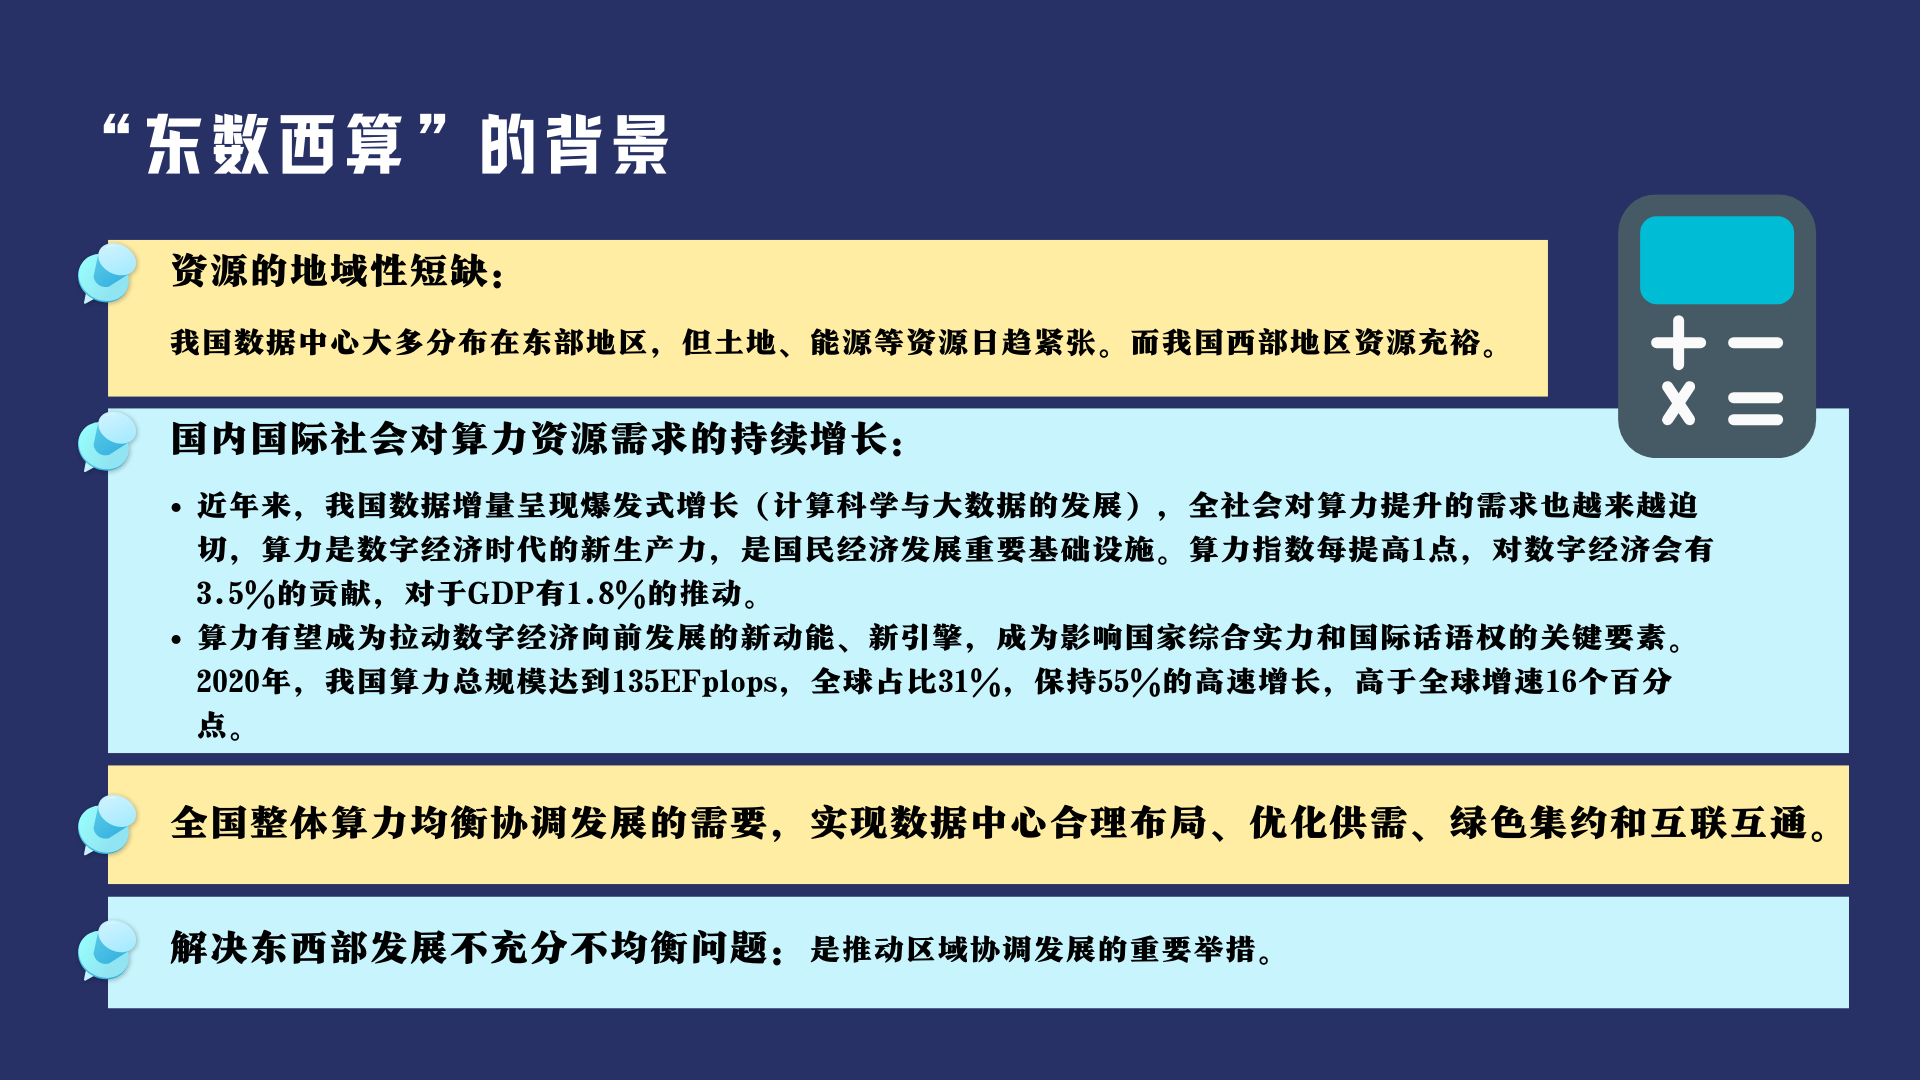 “东数西算”的背景
资源的地域性短缺：
我国数据中心大多分布在东部地区，但土地、能源等资源日趋紧张。而我国西部地区资源充裕。
国内国际社会对算力资源需求的持续增长：
• 近年来，我国数据增量呈现爆发式增长（计算科学与大数据的发展），全社会对算力提升的需求也越来越迫
切，算力是数字经济时代的新生产力，是国民经济发展重要基础设施。算力指数每提高1点，对数字经济会有
3.5%的贡献，对于GDP有1.8%的推动。
• 算力有望成为拉动数字经济向前发展的新动能、新引擎，成为影响国家综合实力和国际话语权的关键要素。
2020年，我国算力总规模达到135EFplops，全球占比31%，保持55%的高速增长，高于全球增速16个百分
点。
全国整体算力均衡协调发展的需要，实现数据中心合理布局、优化供需、绿色集约和互联互通。
解决东西部发展不充分不均衡问题：是推动区域协调发展的重要举措。